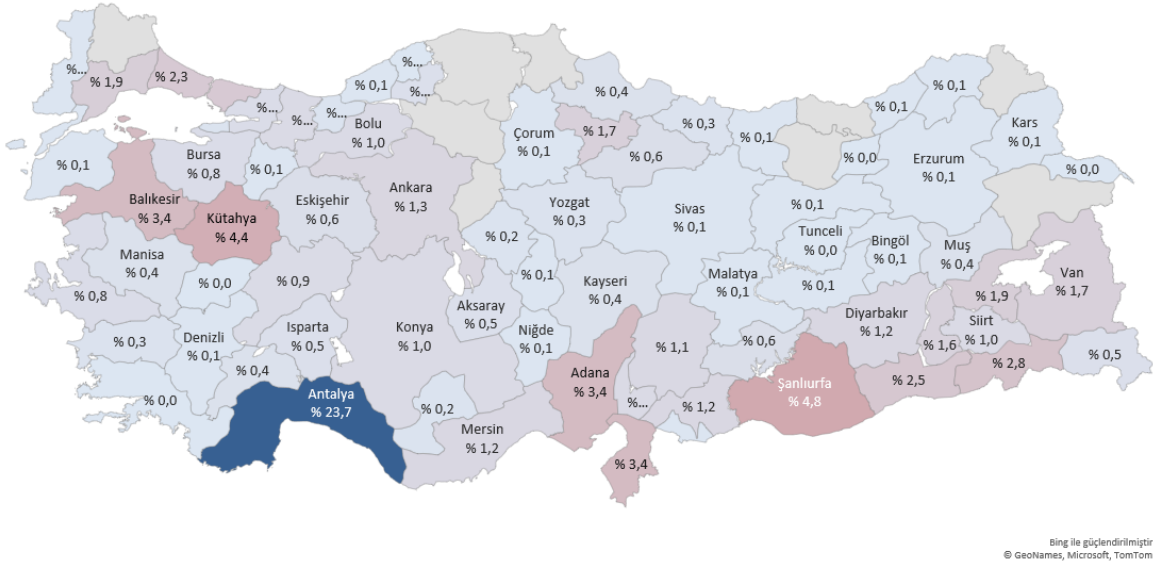 %...
% 1,9
% 2,3
%...
%...
%...
% 0,1
%...
%...
Bolu
% 1,0
Çorum
% 0,1
% 0,4
% 1,7
% 0,3
% 0,6
% 0,1
% 0,1
% 0,1
% 0,0
Erzurum
% 0,1
Kars
% 0,1
% 0,0
% 0,1
Bursa
% 0,8
% 0,1
Balıkesir
% 3,4
Kütahya
% 4,4
Eskişehir
% 0,6
Ankara
% 1,3
Yozgat
% 0,3
% 0,2
Sivas
% 0,1
% 0,1
Tunceli
% 0,0
Bingöl
% 0,1
Muş
% 0,4
Van
% 1,7
Manisa
% 0,4
% 0,0
% 0,9
% 0,8
Aksaray
% 0,5
% 0,1
Kayseri
% 0,4
Malatya
% 0,1
% 0,1
Diyarbakır
% 1,2
% 1,9
Siirt
% 1,0
% 1,6
% 2,8
% 0,5
% 0,3
Denizli
% 0,1
Isparta
% 0,5
% 0,4
Konya
% 1,0
Niğde
% 0,1
% 1,1
% 0,6
Adana
% 3,4
%...
% 1,2
Şanlıurfa
% 4,8
% 2,5
% 0,0
Antalya
% 23,7
% 0,2
Mersin
% 1,2
% 3,4
Bing ile güçlendirilmiştir
© GeoNames, Microsoft, TomTom